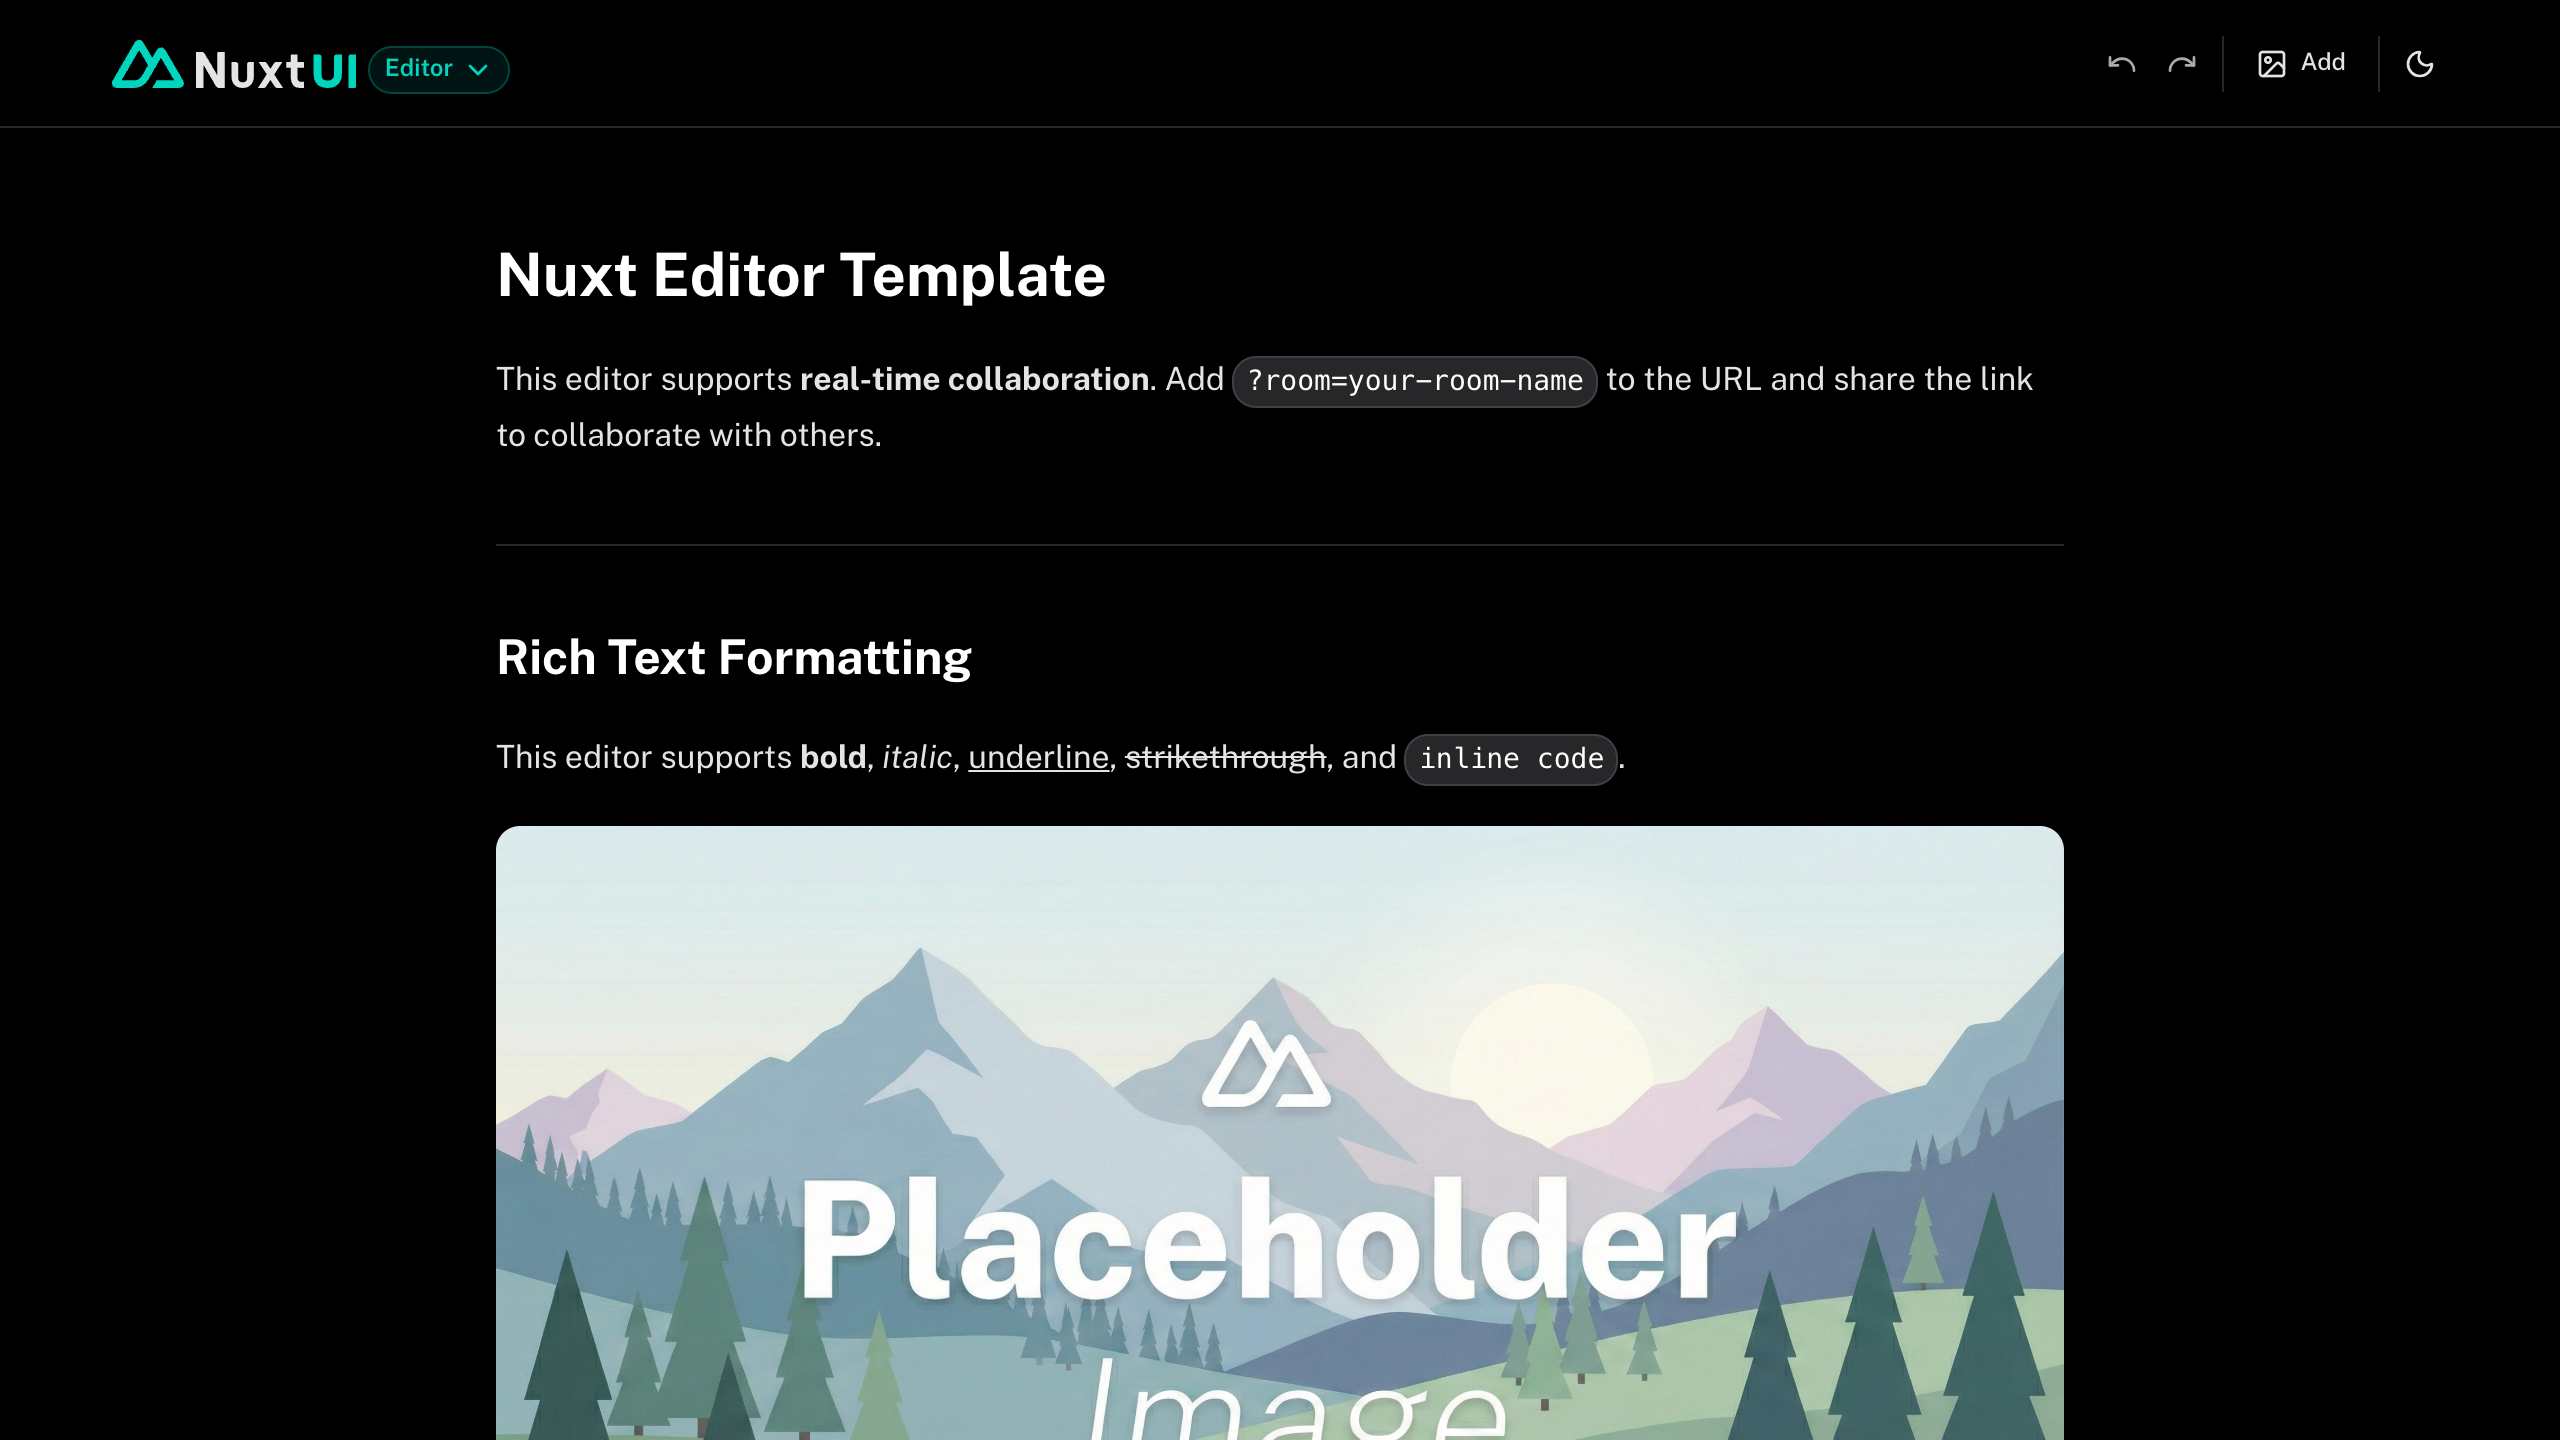 Nuxt UI Editor
Add
Nuxt Editor Template
This editor supports real-time collaboration. Add ?room=your-room-name to the URL and share the link
to collaborate with others.
Rich Text Formatting
This editor supports bold, italic, underline, strikethrough, and inline code.
Placeholder
Image